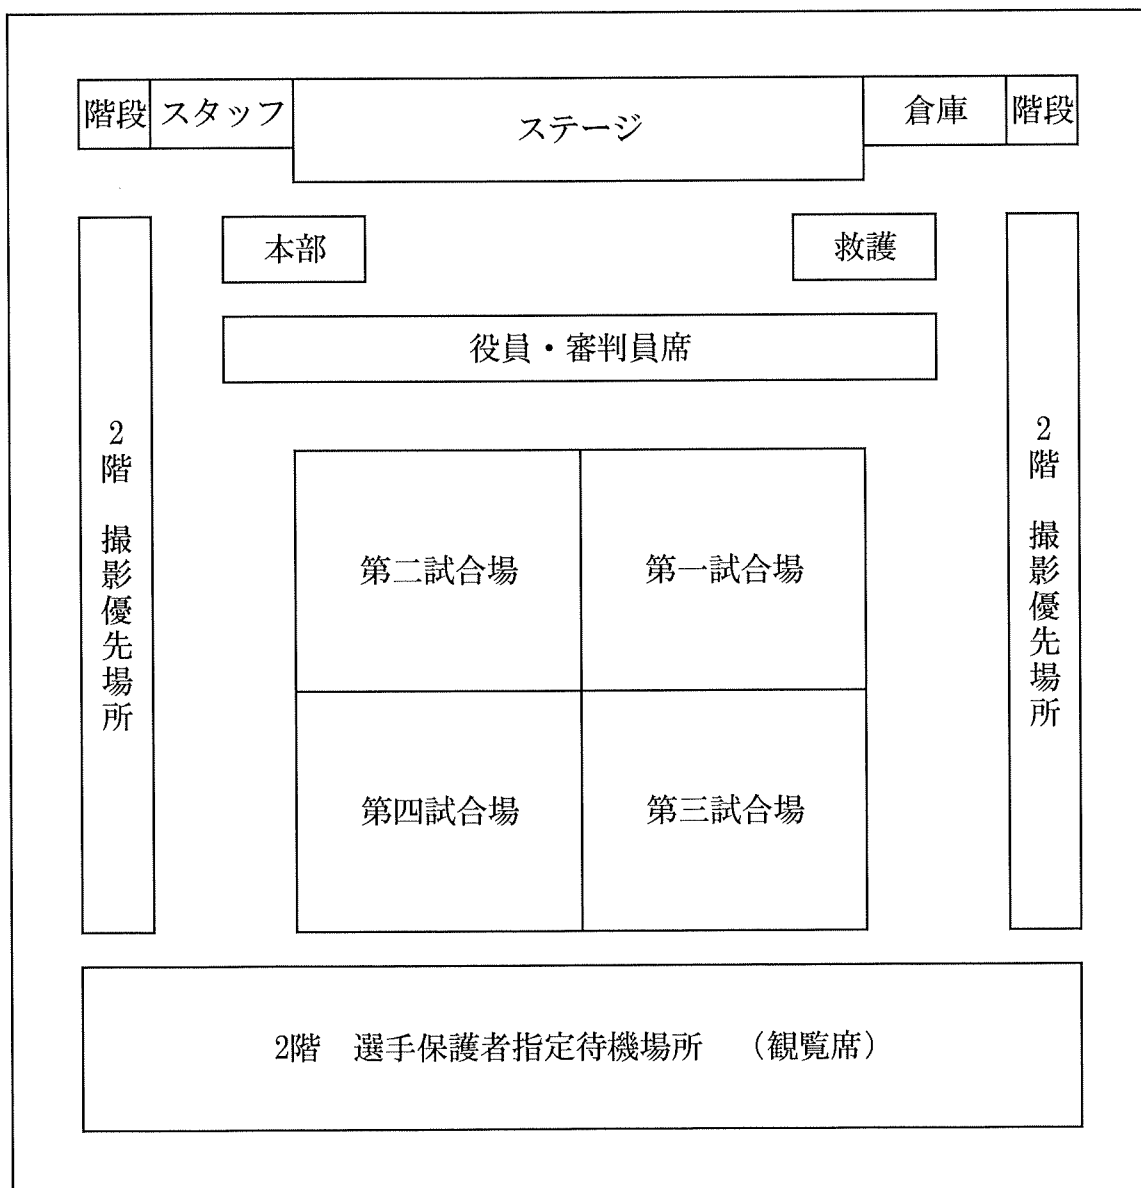 階段
スタッフ
ステージ
倉庫
階段
本部
救護
役員・審判員席
2階 撮影優先場所
2階 撮影優先場所
第二試合場
第一試合場
第四試合場
第三試合場
2階 選手保護者指定待機場所 (観覧席)